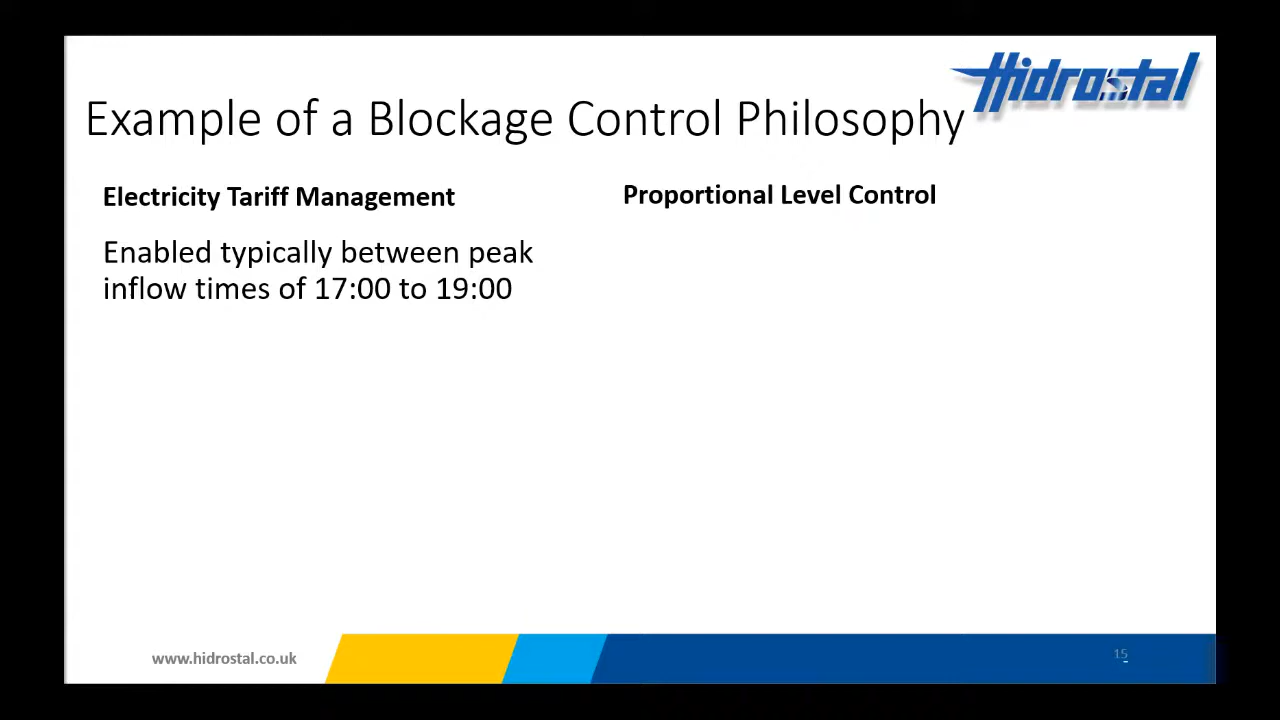 Hidrostal
Example of a Blockage Control Philosophy
Electricity Tariff Management
Enabled typically between peak
inflow times of 17:00 to 19:00
Proportional Level Control
www.hidrostal.co.uk
15